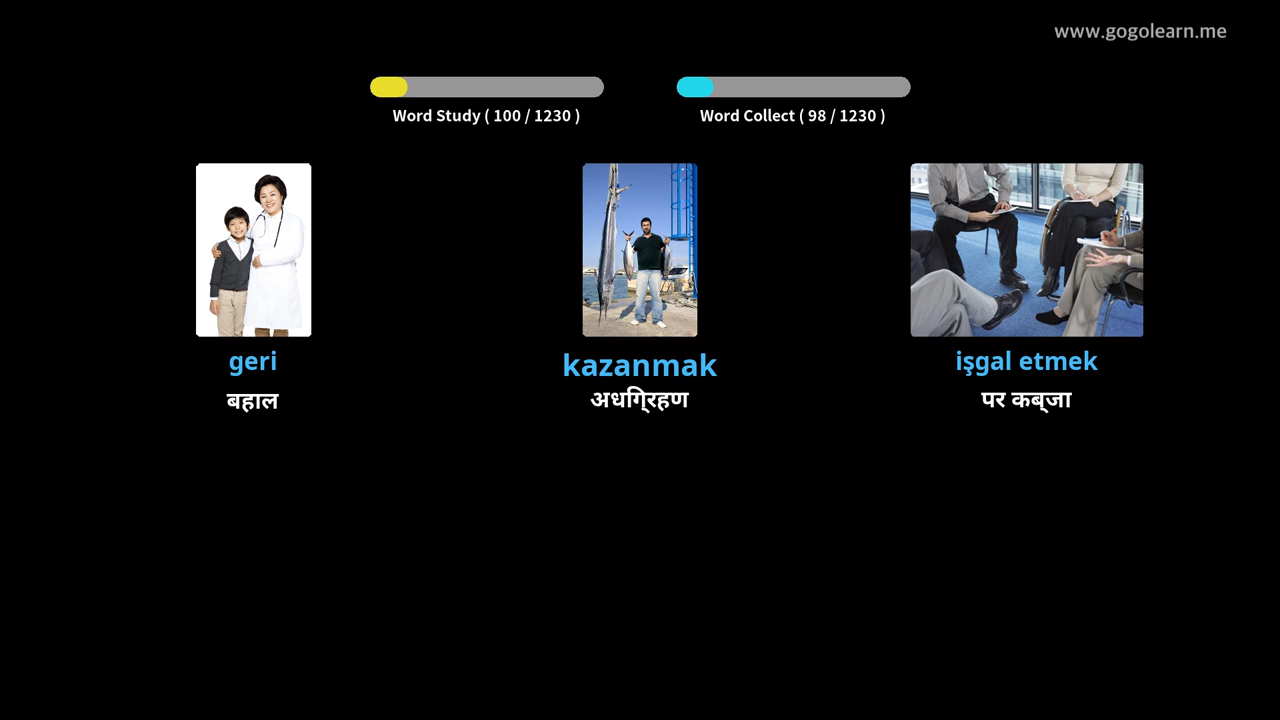 www.gogolearn.me
Word Study ( 100 / 1230 )
Word Collect ( 98 / 1230 )
geri
kazanmak
işgal etmek
बहाल
अधिग्रहण
पर कब्जा